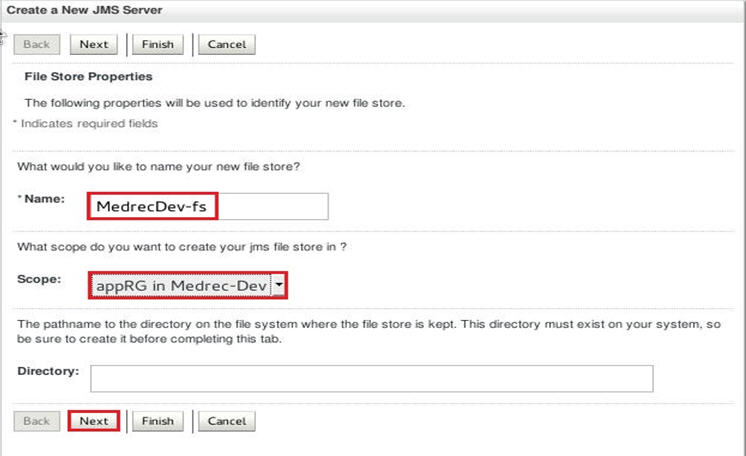 Create a New JMS Server
Back Next Finish Cancel
File Store Properties
The following properties will be used to identify your new file store.
* Indicates required fields
What would you like to name your new file store?
* Name: MedrecDev-fs
What scope do you want to create your jms file store in ?
Scope: appRG in Medrec-Dev
The pathname to the directory on the file system where the file store is kept. This directory must exist on your system, so
be sure to create it before completing this tab.
Directory:
Back Next Finish Cancel